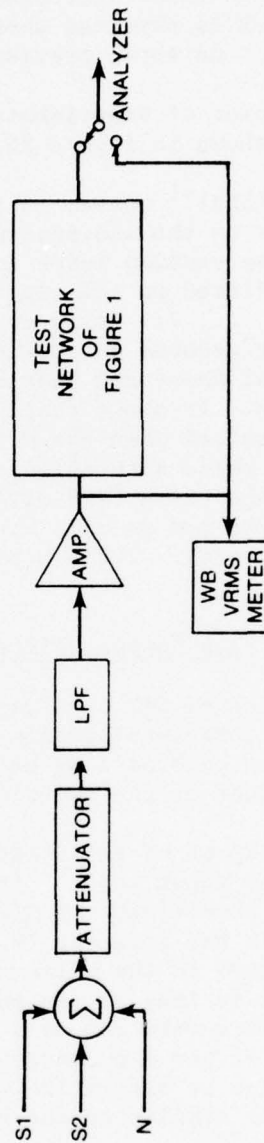 S1
S2
N
Σ
ATTENUATOR
LPF
AMP.
WB
VRMS
METER
TEST
NETWORK
OF
FIGURE 1
ANALYZER